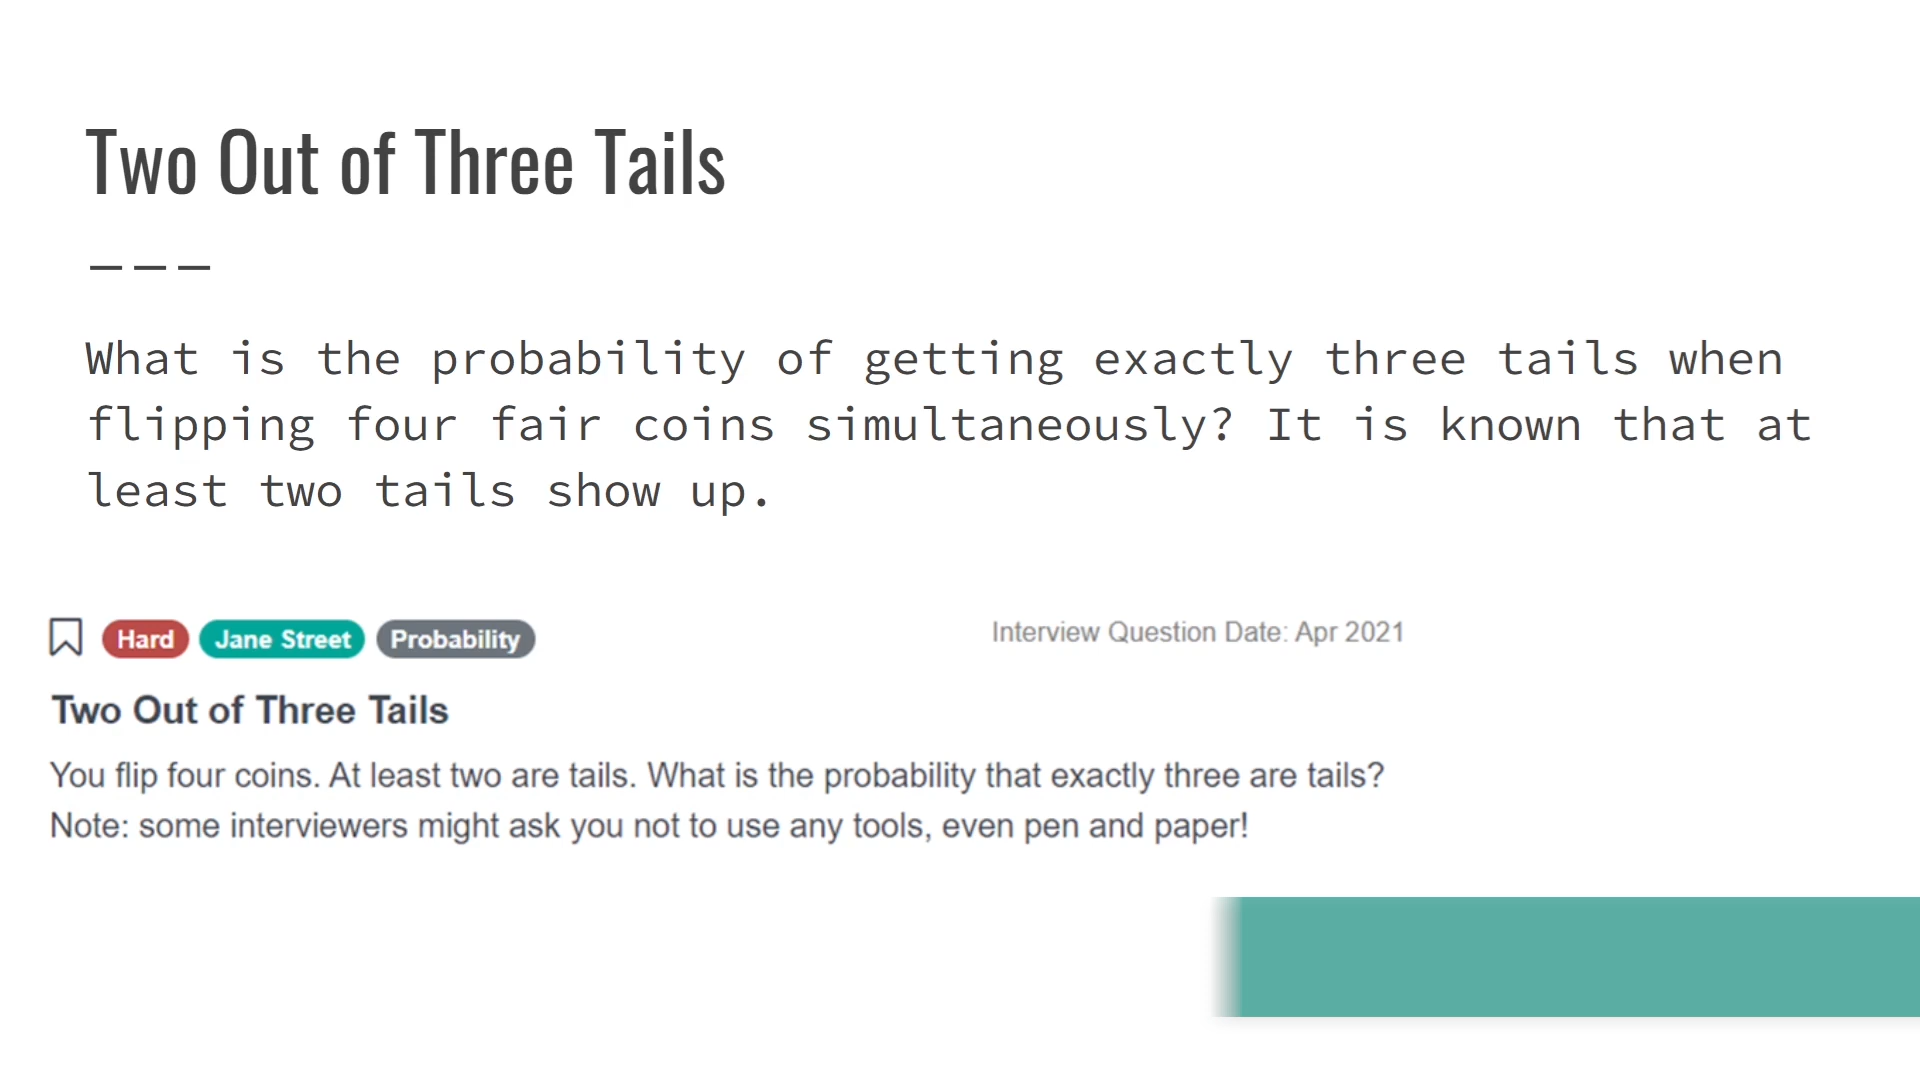 Two Out of Three Tails
———
What is the probability of getting exactly three tails when
flipping four fair coins simultaneously? It is known that at
least two tails show up.
Hard Jane Street Probability Interview Question Date: Apr 2021
Two Out of Three Tails
You flip four coins. At least two are tails. What is the probability that exactly three are tails?
Note: some interviewers might ask you not to use any tools, even pen and paper!